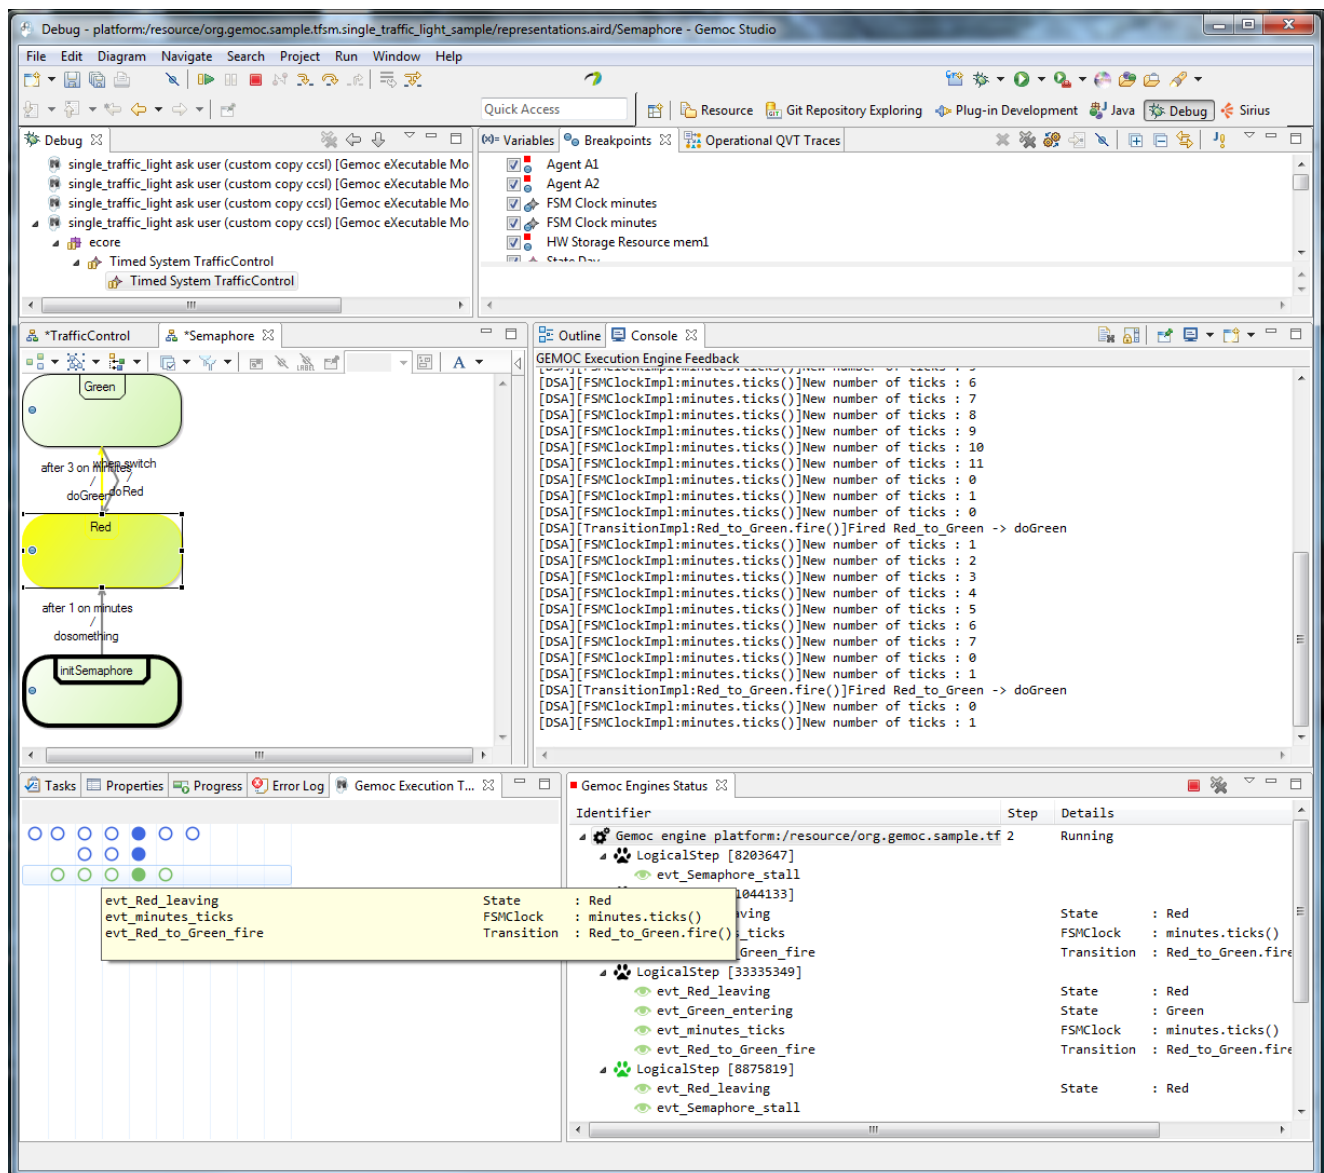 Debug - platform:/resource/org.gemoc.sample.tfsm.single_traffic_light_sample/representations.aird/Semaphore - Gemoc Studio
File Edit Diagram Navigate Search Project Run Window Help
Quick Access
Resource Git Repository Exploring Plug-in Development Java Debug Sirius
Debug
single_traffic_light ask user (custom copy ccsl) [Gemoc eXecutable Mo
single_traffic_light ask user (custom copy ccsl) [Gemoc eXecutable Mo
single_traffic_light ask user (custom copy ccsl) [Gemoc eXecutable Mo
single_traffic_light ask user (custom copy ccsl) [Gemoc eXecutable Mo
ecore
Timed System TrafficControl
Timed System TrafficControl
(x)= Variables Breakpoints Operational QVT Traces
Agent A1
Agent A2
FSM Clock minutes
FSM Clock minutes
HW Storage Resource mem1
State Day
*TrafficControl *Semaphore
Green
after 3 on minutes
/
doGreen
when switch
/
doRed
Red
after 1 on minutes
/
dosomething
initSemaphore
Outline Console
GEMOC Execution Engine Feedback
[DSA][FSMClockImpl:minutes.ticks()]New number of ticks : 5
[DSA][FSMClockImpl:minutes.ticks()]New number of ticks : 6
[DSA][FSMClockImpl:minutes.ticks()]New number of ticks : 7
[DSA][FSMClockImpl:minutes.ticks()]New number of ticks : 8
[DSA][FSMClockImpl:minutes.ticks()]New number of ticks : 9
[DSA][FSMClockImpl:minutes.ticks()]New number of ticks : 10
[DSA][FSMClockImpl:minutes.ticks()]New number of ticks : 11
[DSA][FSMClockImpl:minutes.ticks()]New number of ticks : 0
[DSA][FSMClockImpl:minutes.ticks()]New number of ticks : 1
[DSA][FSMClockImpl:minutes.ticks()]New number of ticks : 0
[DSA][TransitionImpl:Red_to_Green.fire()]Fired Red_to_Green -> doGreen
[DSA][FSMClockImpl:minutes.ticks()]New number of ticks : 1
[DSA][FSMClockImpl:minutes.ticks()]New number of ticks : 2
[DSA][FSMClockImpl:minutes.ticks()]New number of ticks : 3
[DSA][FSMClockImpl:minutes.ticks()]New number of ticks : 4
[DSA][FSMClockImpl:minutes.ticks()]New number of ticks : 5
[DSA][FSMClockImpl:minutes.ticks()]New number of ticks : 6
[DSA][FSMClockImpl:minutes.ticks()]New number of ticks : 7
[DSA][FSMClockImpl:minutes.ticks()]New number of ticks : 0
[DSA][FSMClockImpl:minutes.ticks()]New number of ticks : 1
[DSA][TransitionImpl:Red_to_Green.fire()]Fired Red_to_Green -> doGreen
[DSA][FSMClockImpl:minutes.ticks()]New number of ticks : 0
[DSA][FSMClockImpl:minutes.ticks()]New number of ticks : 1
Tasks Properties Progress Error Log Gemoc Execution T...
evt_Red_leaving State : Red
evt_minutes_ticks FSMClock : minutes.ticks()
evt_Red_to_Green_fire Transition : Red_to_Green.fire()
Gemoc Engines Status
Identifier Step Details
Gemoc engine platform:/resource/org.gemoc.sample.tf 2 Running
LogicalStep [8203647]
evt_Semaphore_stall
1044133]
aving State : Red
_ticks FSMClock : minutes.ticks()
Green_fire Transition : Red_to_Green.fire
LogicalStep [33335349]
evt_Red_leaving State : Red
evt_Green_entering State : Green
evt_minutes_ticks FSMClock : minutes.ticks()
evt_Red_to_Green_fire Transition : Red_to_Green.fire
LogicalStep [8875819]
evt_Red_leaving State : Red
evt_Semaphore_stall